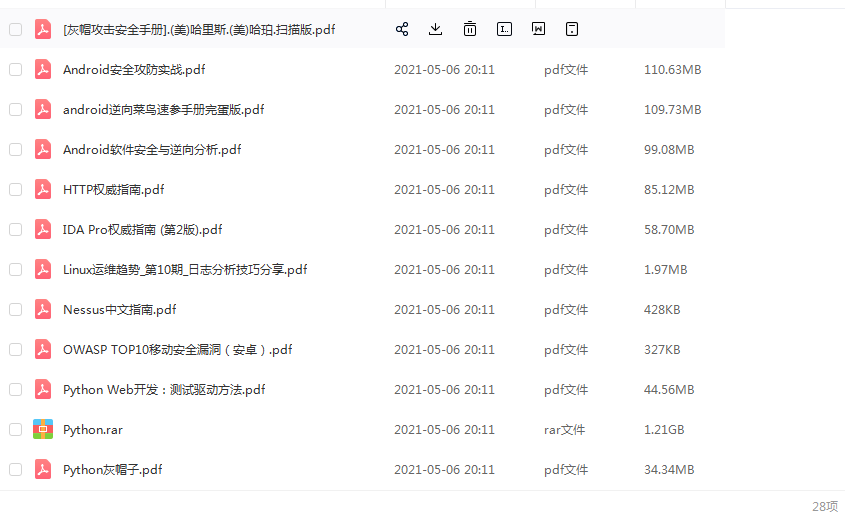 [灰帽攻击安全手册].(美)哈里斯.(美)哈珀.扫描版.pdf
Android安全攻防实战.pdf 2021-05-06 20:11 pdf文件 110.63MB
android逆向菜鸟速参手册完蛋版.pdf 2021-05-06 20:11 pdf文件 109.73MB
Android软件安全与逆向分析.pdf 2021-05-06 20:11 pdf文件 99.08MB
HTTP权威指南.pdf 2021-05-06 20:11 pdf文件 85.12MB
IDA Pro权威指南 (第2版).pdf 2021-05-06 20:11 pdf文件 58.70MB
Linux运维趋势_第10期_日志分析技巧分享.pdf 2021-05-06 20:11 pdf文件 1.97MB
Nessus中文指南.pdf 2021-05-06 20:11 pdf文件 428KB
OWASP TOP10移动安全漏洞（安卓）.pdf 2021-05-06 20:11 pdf文件 327KB
Python Web开发：测试驱动方法.pdf 2021-05-06 20:11 pdf文件 44.56MB
Python.rar 2021-05-06 20:11 rar文件 1.21GB
Python灰帽子.pdf 2021-05-06 20:11 pdf文件 34.34MB
28项